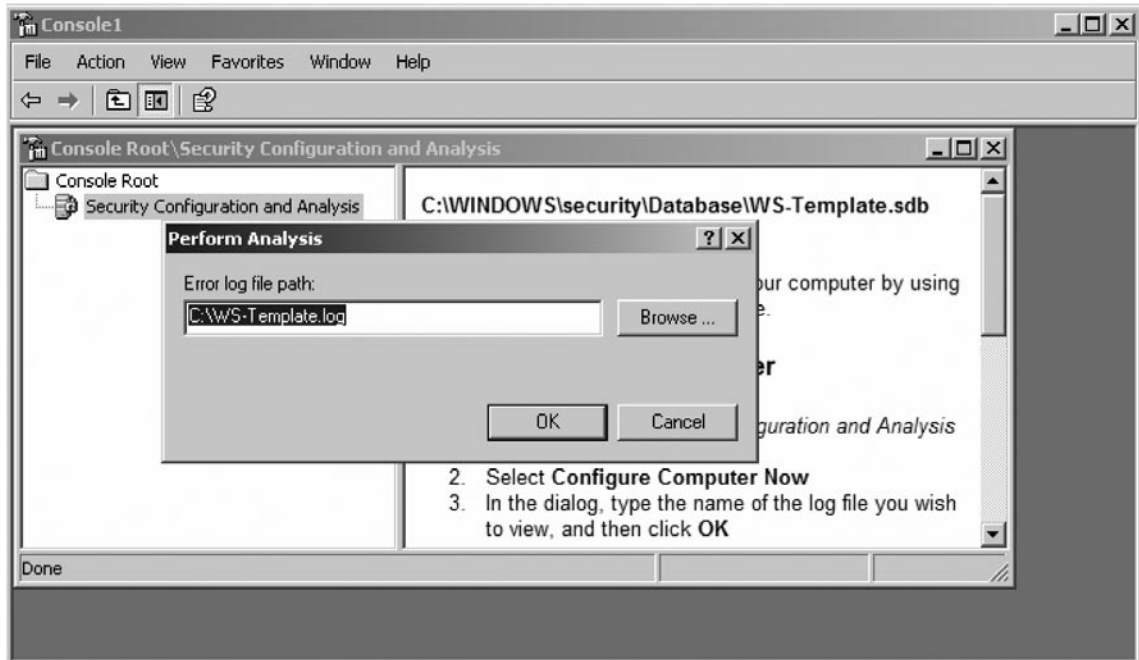 Console1
File Action View Favorites Window Help
Console Root\Security Configuration and Analysis
Console Root
Security Configuration and Analysis
C:\WINDOWS\security\Database\WS-Template.sdb
Perform Analysis
Error log file path:
C:\WS-Template.log
Browse ...
OK
Cancel
computer by using
and Analysis
2. Select Configure Computer Now
3. In the dialog, type the name of the log file you wish
to view, and then click OK
Done